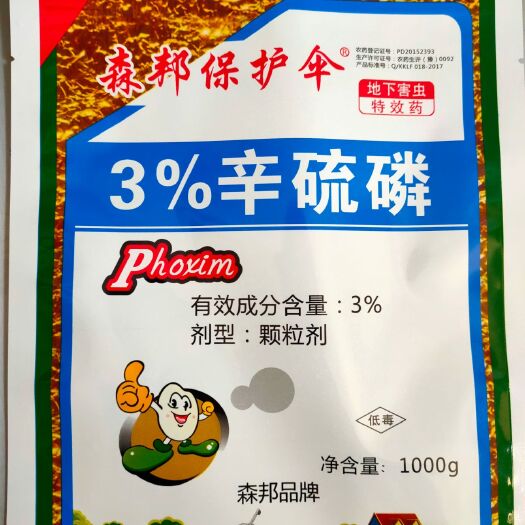 森邦保护伞®
农药登记证号：PD20152393
生产许可证号：农药生许（豫）0092
产品标准号：Q/KKLF 018-2017
地下害虫
特效药
3%辛硫磷
Phoxim
有效成分含量：3%
剂型：颗粒剂
低毒
净含量：1000g
森邦品牌